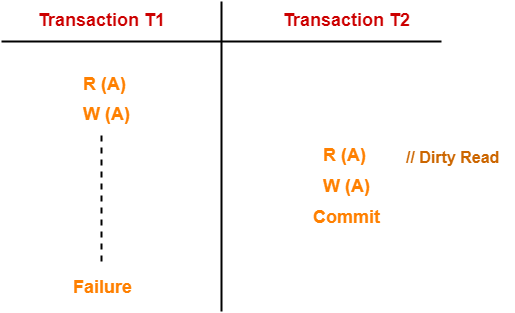 Transaction T1 Transaction T2
R (A)
W (A)
R (A) // Dirty Read
W (A)
Commit
Failure